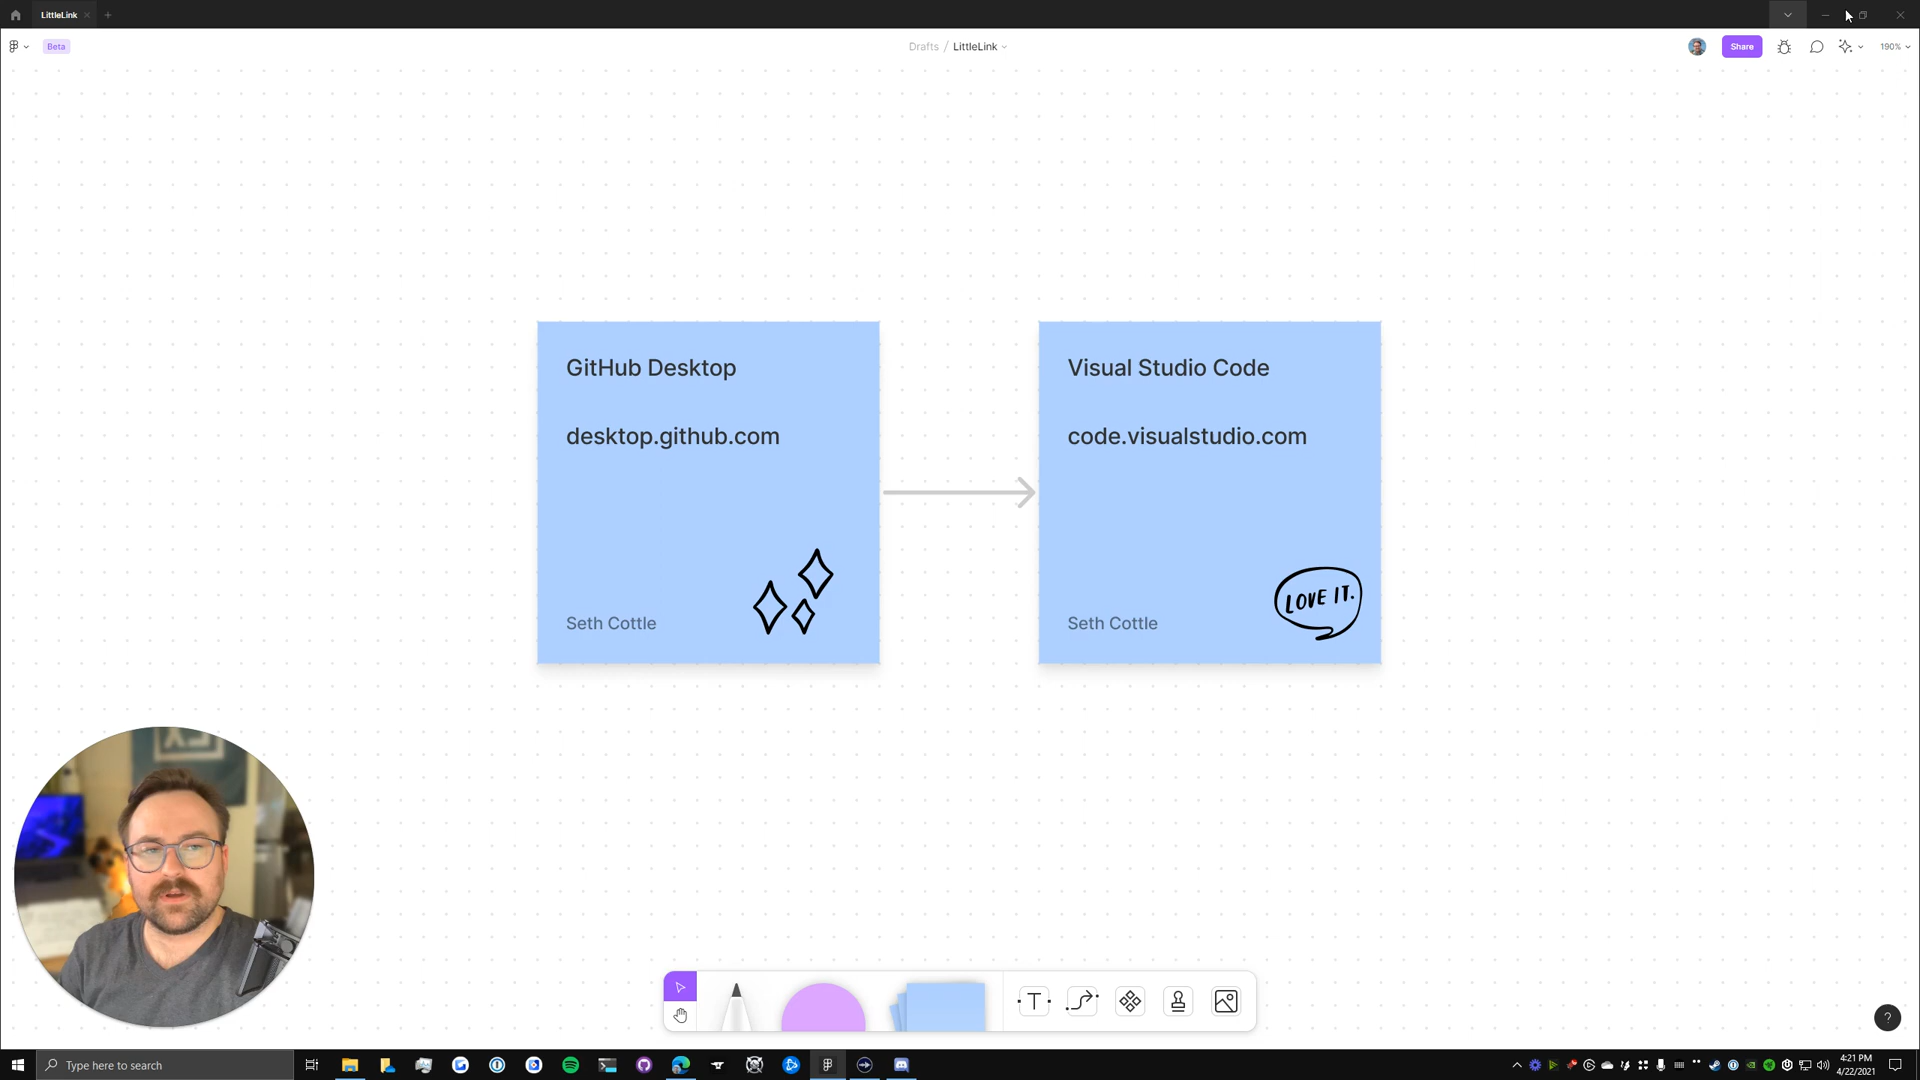 LittleLink
Beta
Drafts / LittleLink
Share
190%
GitHub Desktop
desktop.github.com
Seth Cottle
Visual Studio Code
code.visualstudio.com
LOVE IT.
Seth Cottle
T
?
Type here to search
4:21 PM
4/22/2021